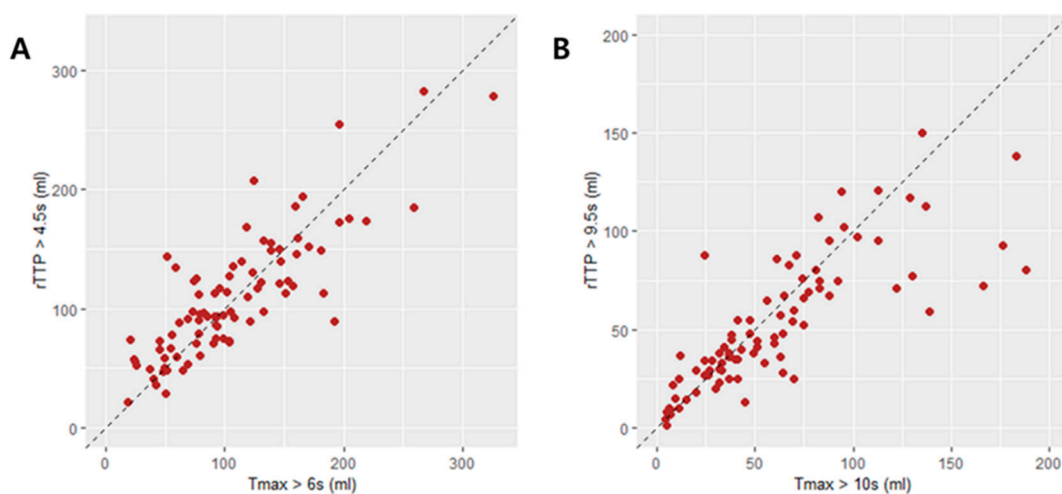 A
300
200
100
0
rTTP > 4.5s (ml)
0 100 200 300
Tmax > 6s (ml)
B
200
150
100
50
0
rTTP > 9.5s (ml)
0 50 100 150 200
Tmax > 10s (ml)